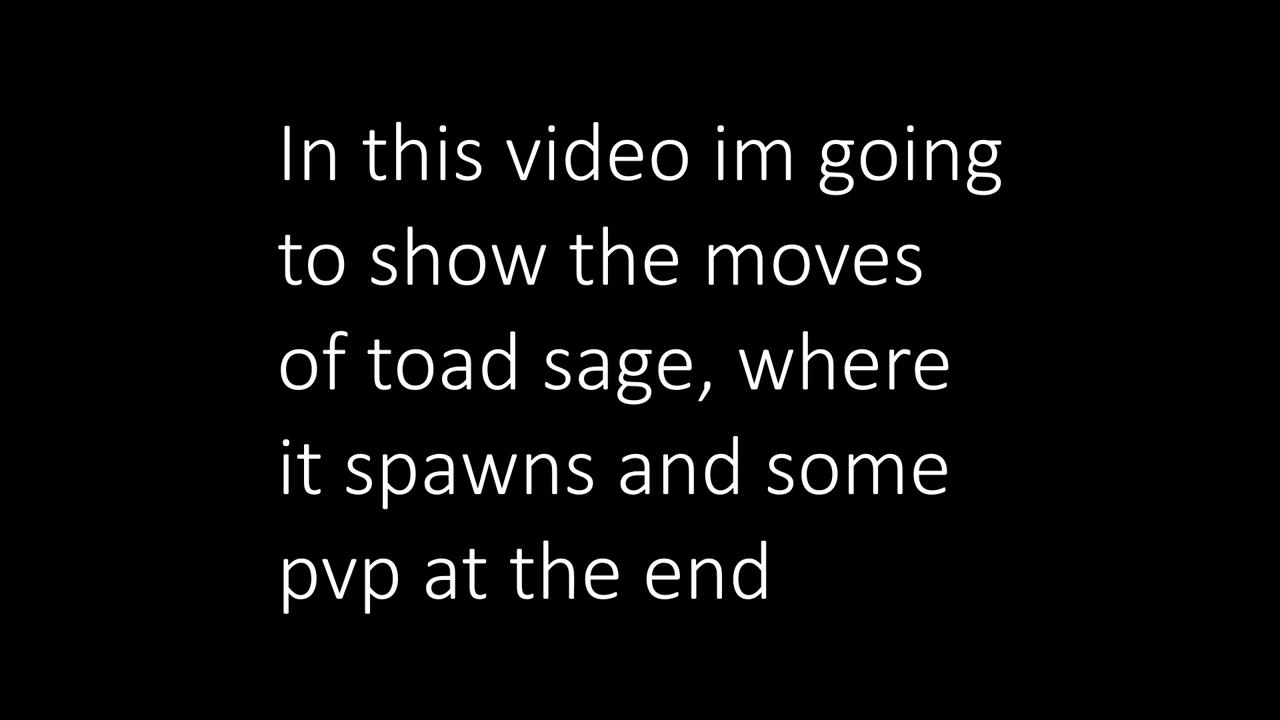 In this video im going
to show the moves
of toad sage, where
it spawns and some
pvp at the end